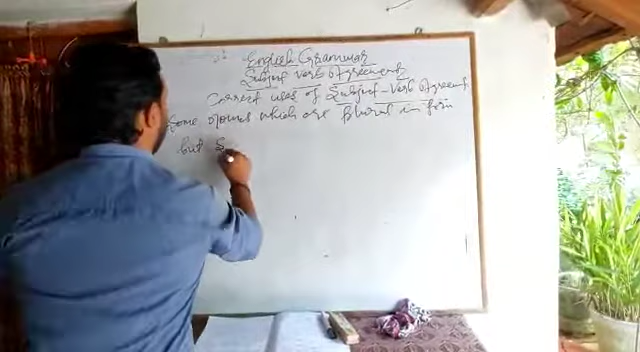 English Grammar
Subject verb Agreement
Correct uses of Subject-Verb Agreement
Some nouns which are plural in form
but S